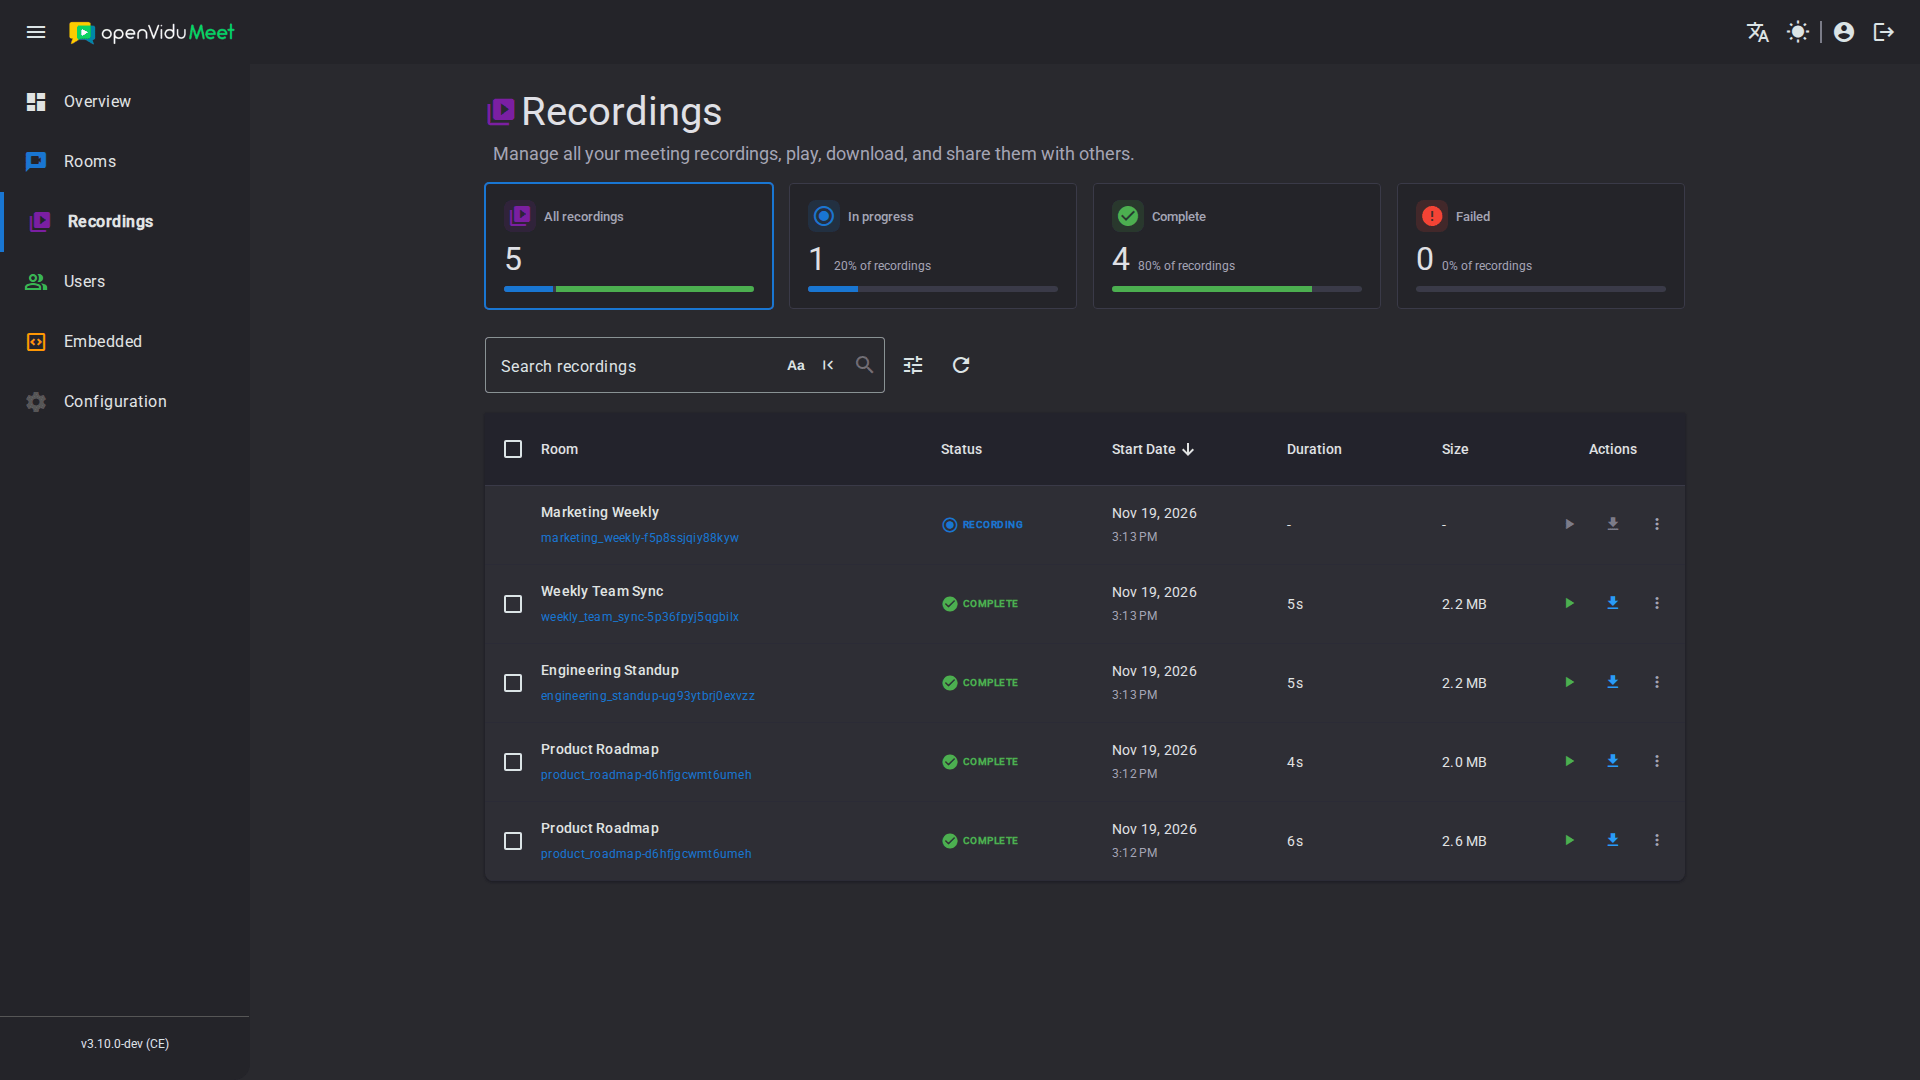 openVidu Meet
Overview
Rooms
Recordings
Users
Embedded
Configuration
v3.10.0-dev (CE)
Recordings
Manage all your meeting recordings, play, download, and share them with others.
All recordings
5
In progress
1 20% of recordings
Complete
4 80% of recordings
Failed
0 0% of recordings
Search recordings Aa
Room Status Start Date Duration Size Actions
Marketing Weekly
marketing_weekly-f5p8ssjqiy88kyw
RECORDING
Nov 19, 2026
3:13 PM
- -
Weekly Team Sync
weekly_team_sync-5p36fpyj5qgbilx
COMPLETE
Nov 19, 2026
3:13 PM
5s 2.2 MB
Engineering Standup
engineering_standup-ug93ytbrj0exvzz
COMPLETE
Nov 19, 2026
3:13 PM
5s 2.2 MB
Product Roadmap
product_roadmap-d6hfjgcwmt6umeh
COMPLETE
Nov 19, 2026
3:12 PM
4s 2.0 MB
Product Roadmap
product_roadmap-d6hfjgcwmt6umeh
COMPLETE
Nov 19, 2026
3:12 PM
6s 2.6 MB